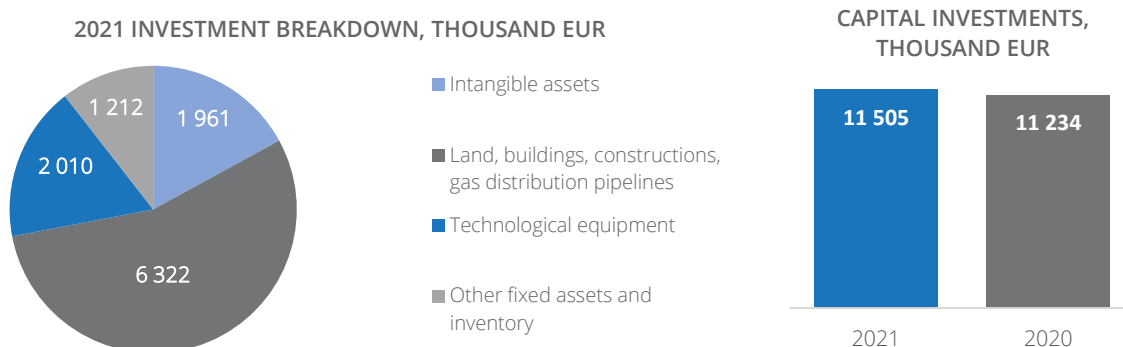 2021 INVESTMENT BREAKDOWN, THOUSAND EUR
1 212
1 961
2 010
6 322
Intangible assets
Land, buildings, constructions,
gas distribution pipelines
Technological equipment
Other fixed assets and
inventory
CAPITAL INVESTMENTS,
THOUSAND EUR
11 505
11 234
2021
2020